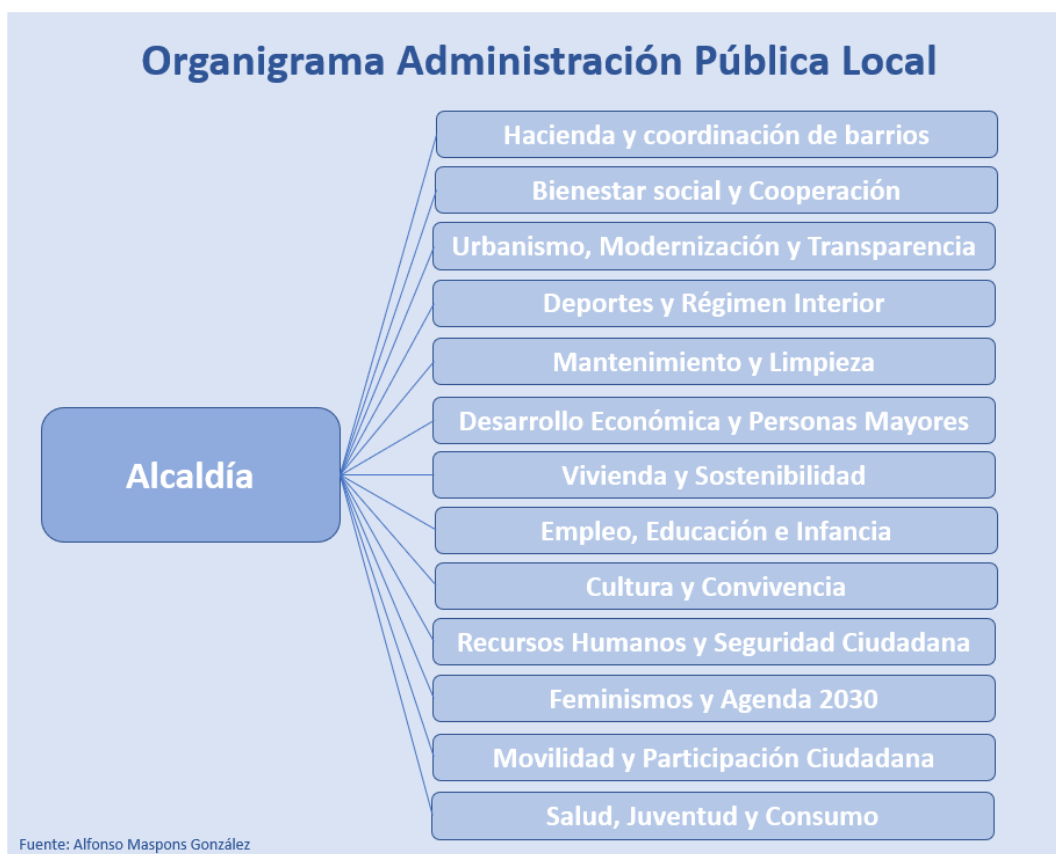 Organigrama Administración Pública Local
Hacienda y coordinación de barrios
Bienestar social y Cooperación
Urbanismo, Modernización y Transparencia
Deportes y Régimen Interior
Mantenimiento y Limpieza
Desarrollo Económica y Personas Mayores
Alcaldía
Vivienda y Sostenibilidad
Empleo, Educación e Infancia
Cultura y Convivencia
Recursos Humanos y Seguridad Ciudadana
Feminismos y Agenda 2030
Movilidad y Participación Ciudadana
Salud, Juventud y Consumo
Fuente: Alfonso Maspons González